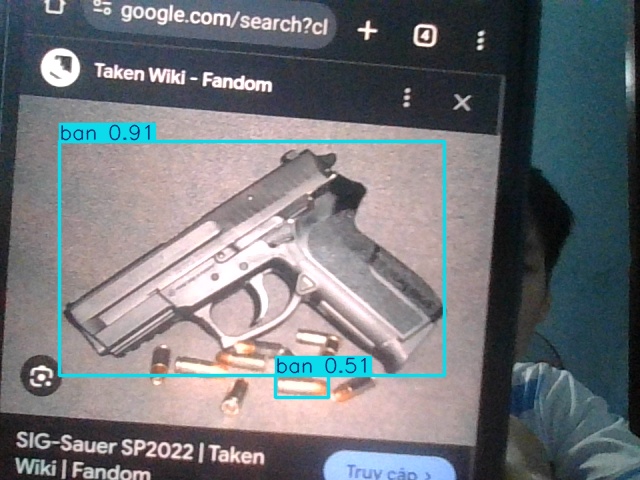 google.com/search?cl
4
Taken Wiki - Fandom
ban 0.91
ban 0.51
SIG-Sauer SP2022 | Taken
Wiki | Fandom
Truy cập